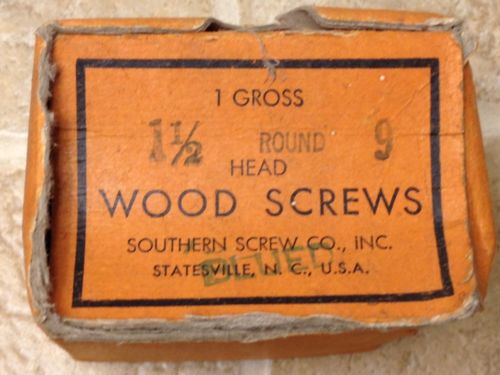 1 GROSS
1½ ROUND 9
HEAD
WOOD SCREWS
SOUTHERN SCREW CO., INC.
STATESVILLE, N. C., U.S.A.
BLUED